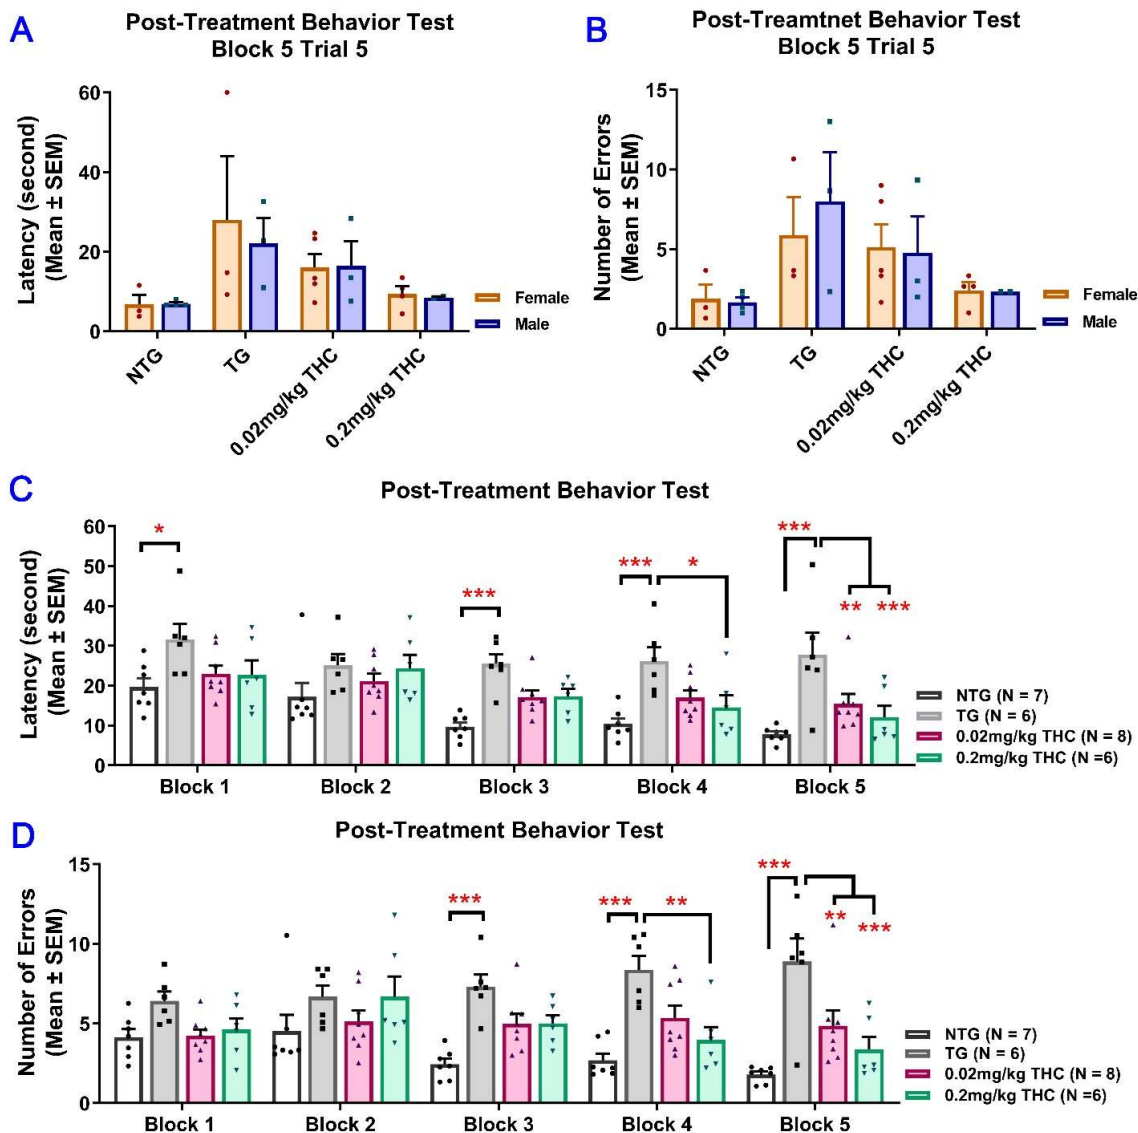 A
Post-Treatment Behavior Test
Block 5 Trial 5
Latency (second)
(Mean ± SEM)
60
40
20
0
NTG
TG
0.02mg/kg THC
0.2mg/kg THC
Female
Male
B
Post-Treamtnet Behavior Test
Block 5 Trial 5
Number of Errors
(Mean ± SEM)
15
10
5
0
NTG
TG
0.02mg/kg THC
0.2mg/kg THC
Female
Male
C
Post-Treatment Behavior Test
Latency (second)
(Mean ± SEM)
60
50
40
30
20
10
0
*
***
***
*
***
**
***
Block 1
Block 2
Block 3
Block 4
Block 5
NTG (N = 7)
TG (N = 6)
0.02mg/kg THC (N = 8)
0.2mg/kg THC (N =6)
D
Post-Treatment Behavior Test
Number of Errors
(Mean ± SEM)
15
10
5
0
***
***
**
***
**
***
Block 1
Block 2
Block 3
Block 4
Block 5
NTG (N = 7)
TG (N = 6)
0.02mg/kg THC (N = 8)
0.2mg/kg THC (N =6)